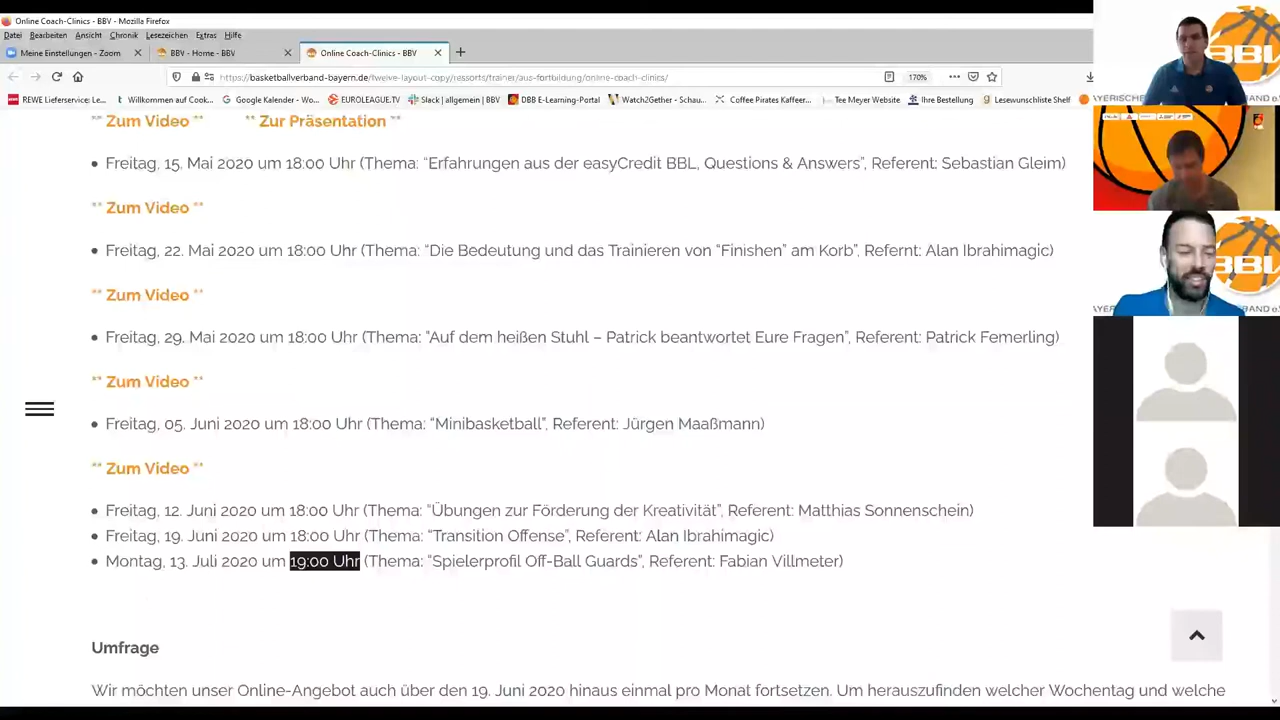 Online Coach-Clinics - BBV - Mozilla Firefox
Datei Bearbeiten Ansicht Chronik Lesezeichen Extras Hilfe
Meine Einstellungen - Zoom BBV - Home - BBV Online Coach-Clinics - BBV
https://basketballverband-bayern.de/twelve-layout-copy/ressorts/trainer/aus-fortbildung/online-coach-clinics/ 170%
REWE Lieferservice: Le... Willkommen auf Cook... Google Kalender - Wo... EUROLEAGUE.TV Slack | allgemein | BBV DBB E-Learning-Portal Watch2Gether - Schau... Coffee Pirates Kaffeer... Tee Meyer Website Ihre Bestellung Lesewunschliste Shelf
** Zum Video ** ** Zur Präsentation **
• Freitag, 15. Mai 2020 um 18:00 Uhr (Thema: “Erfahrungen aus der easyCredit BBL, Questions & Answers”, Referent: Sebastian Gleim)
** Zum Video **
• Freitag, 22. Mai 2020 um 18:00 Uhr (Thema: “Die Bedeutung und das Trainieren von “Finishen” am Korb”, Refernt: Alan Ibrahimagic)
** Zum Video **
• Freitag, 29. Mai 2020 um 18:00 Uhr (Thema: “Auf dem heißen Stuhl – Patrick beantwortet Eure Fragen”, Referent: Patrick Femerling)
** Zum Video **
• Freitag, 05. Juni 2020 um 18:00 Uhr (Thema: “Minibasketball”, Referent: Jürgen Maaßmann)
** Zum Video **
• Freitag, 12. Juni 2020 um 18:00 Uhr (Thema: “Übungen zur Förderung der Kreativität”, Referent: Matthias Sonnenschein)
• Freitag, 19. Juni 2020 um 18:00 Uhr (Thema: “Transition Offense”, Referent: Alan Ibrahimagic)
• Montag, 13. Juli 2020 um 19:00 Uhr (Thema: “Spielerprofil Off-Ball Guards”, Referent: Fabian Villmeter)
Umfrage
Wir möchten unser Online-Angebot auch über den 19. Juni 2020 hinaus einmal pro Monat fortsetzen. Um herauszufinden welcher Wochentag und welche